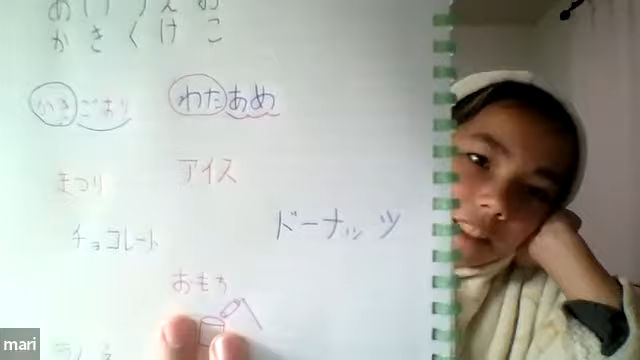 あいうえお
かきくけこ
かきごおり わたあめ
まつり アイス
チョコレート ドーナッツ
おもち
mari